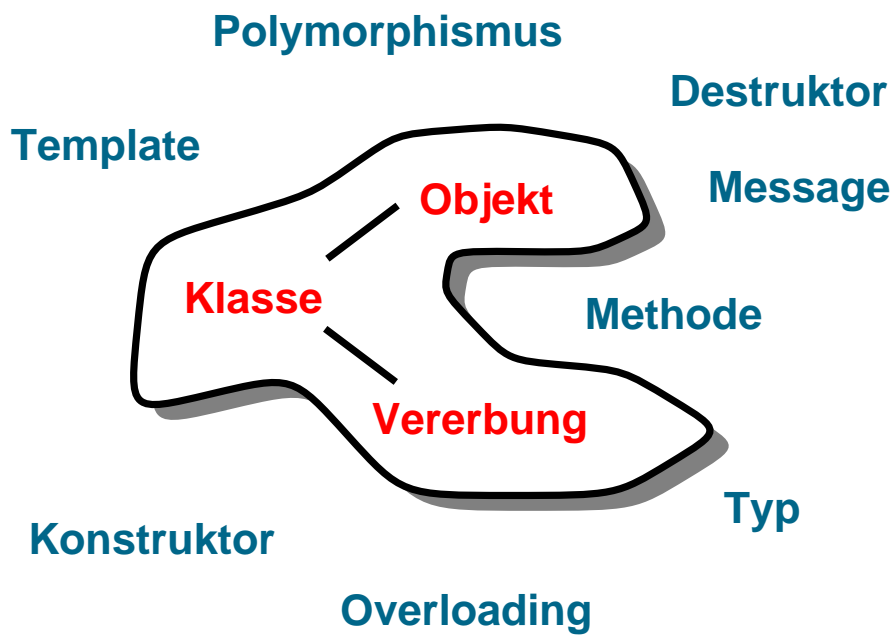 Polymorphismus
Destruktor
Template
Message
Objekt
Klasse
Methode
Vererbung
Typ
Konstruktor
Overloading